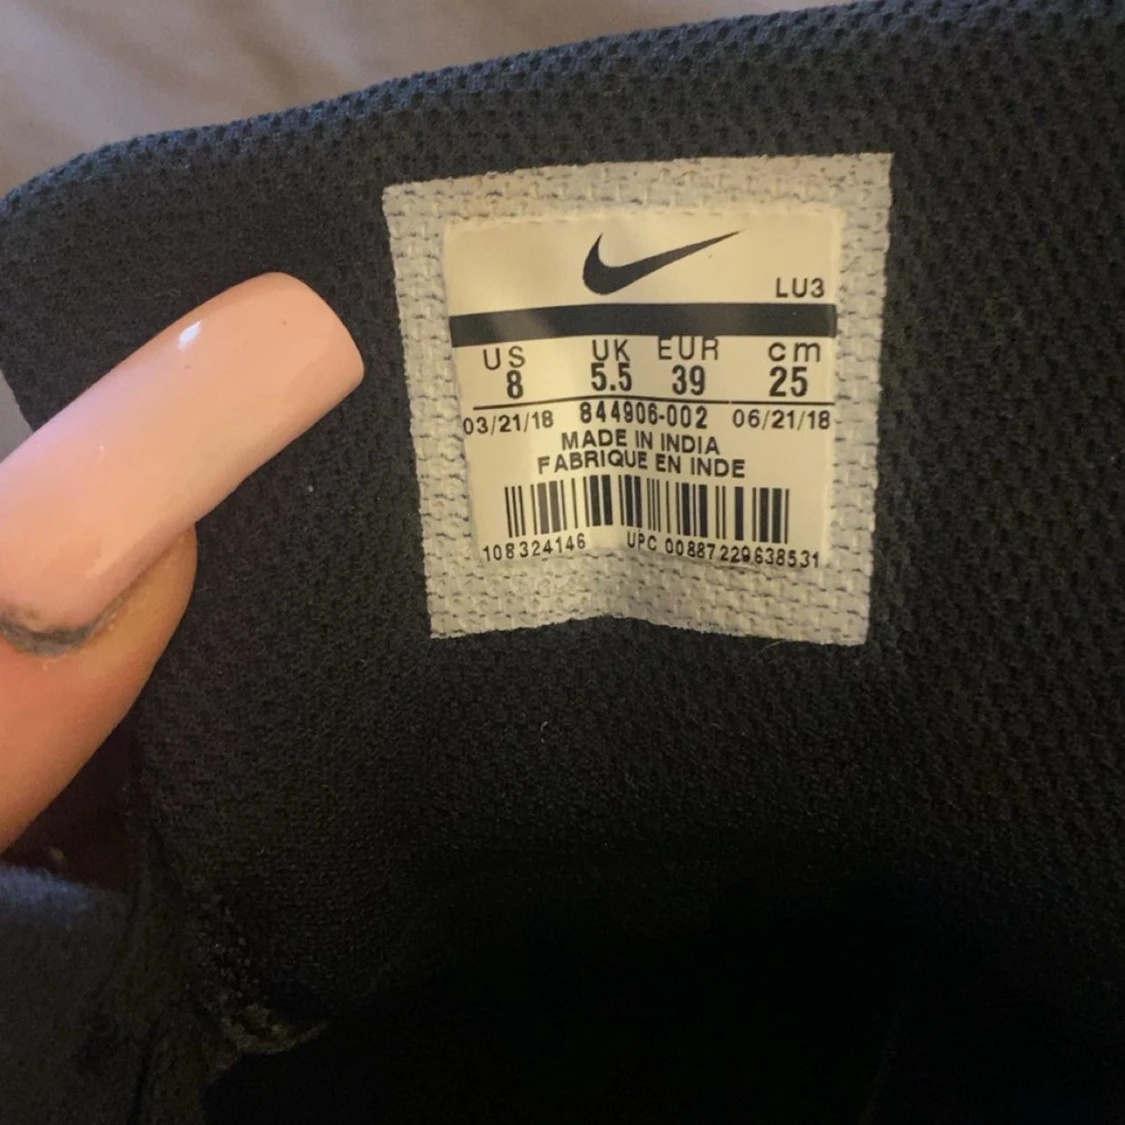 LU3
US UK EUR cm
8 5.5 39 25
03/21/18 844906-002 06/21/18
MADE IN INDIA
FABRIQUE EN INDE
108324146 UPC 00887229638531